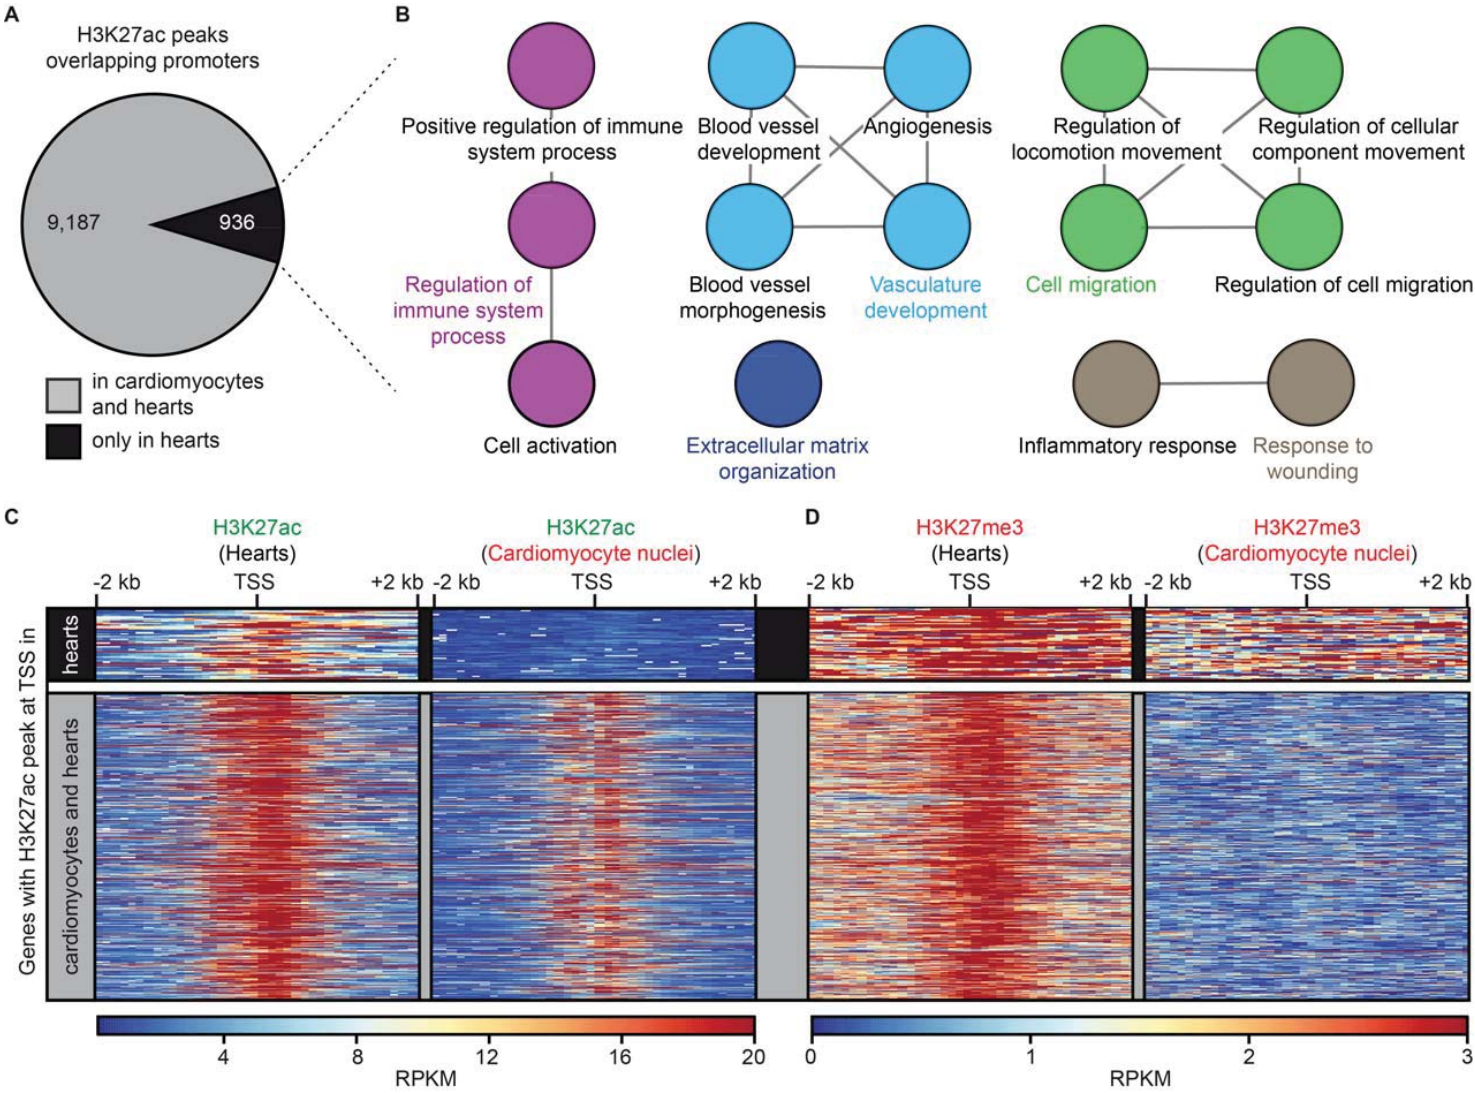 A
H3K27ac peaks
overlapping promoters
9,187
936
in cardiomyocytes
and hearts
only in hearts
B
Positive regulation of immune
system process
Regulation of
immune system
process
Cell activation
Blood vessel
development
Angiogenesis
Blood vessel
morphogenesis
Vasculature
development
Extracellular matrix
organization
Regulation of
locomotion movement
Regulation of cellular
component movement
Cell migration
Regulation of cell migration
Inflammatory response
Response to
wounding
C
H3K27ac
(Hearts)
-2 kb TSS +2 kb
H3K27ac
(Cardiomyocyte nuclei)
-2 kb TSS +2 kb
Genes with H3K27ac peak at TSS in
hearts
cardiomyocytes and hearts
4 8 12 16 20
RPKM
D
H3K27me3
(Hearts)
-2 kb TSS +2 kb
H3K27me3
(Cardiomyocyte nuclei)
-2 kb TSS +2 kb
0 1 2 3
RPKM